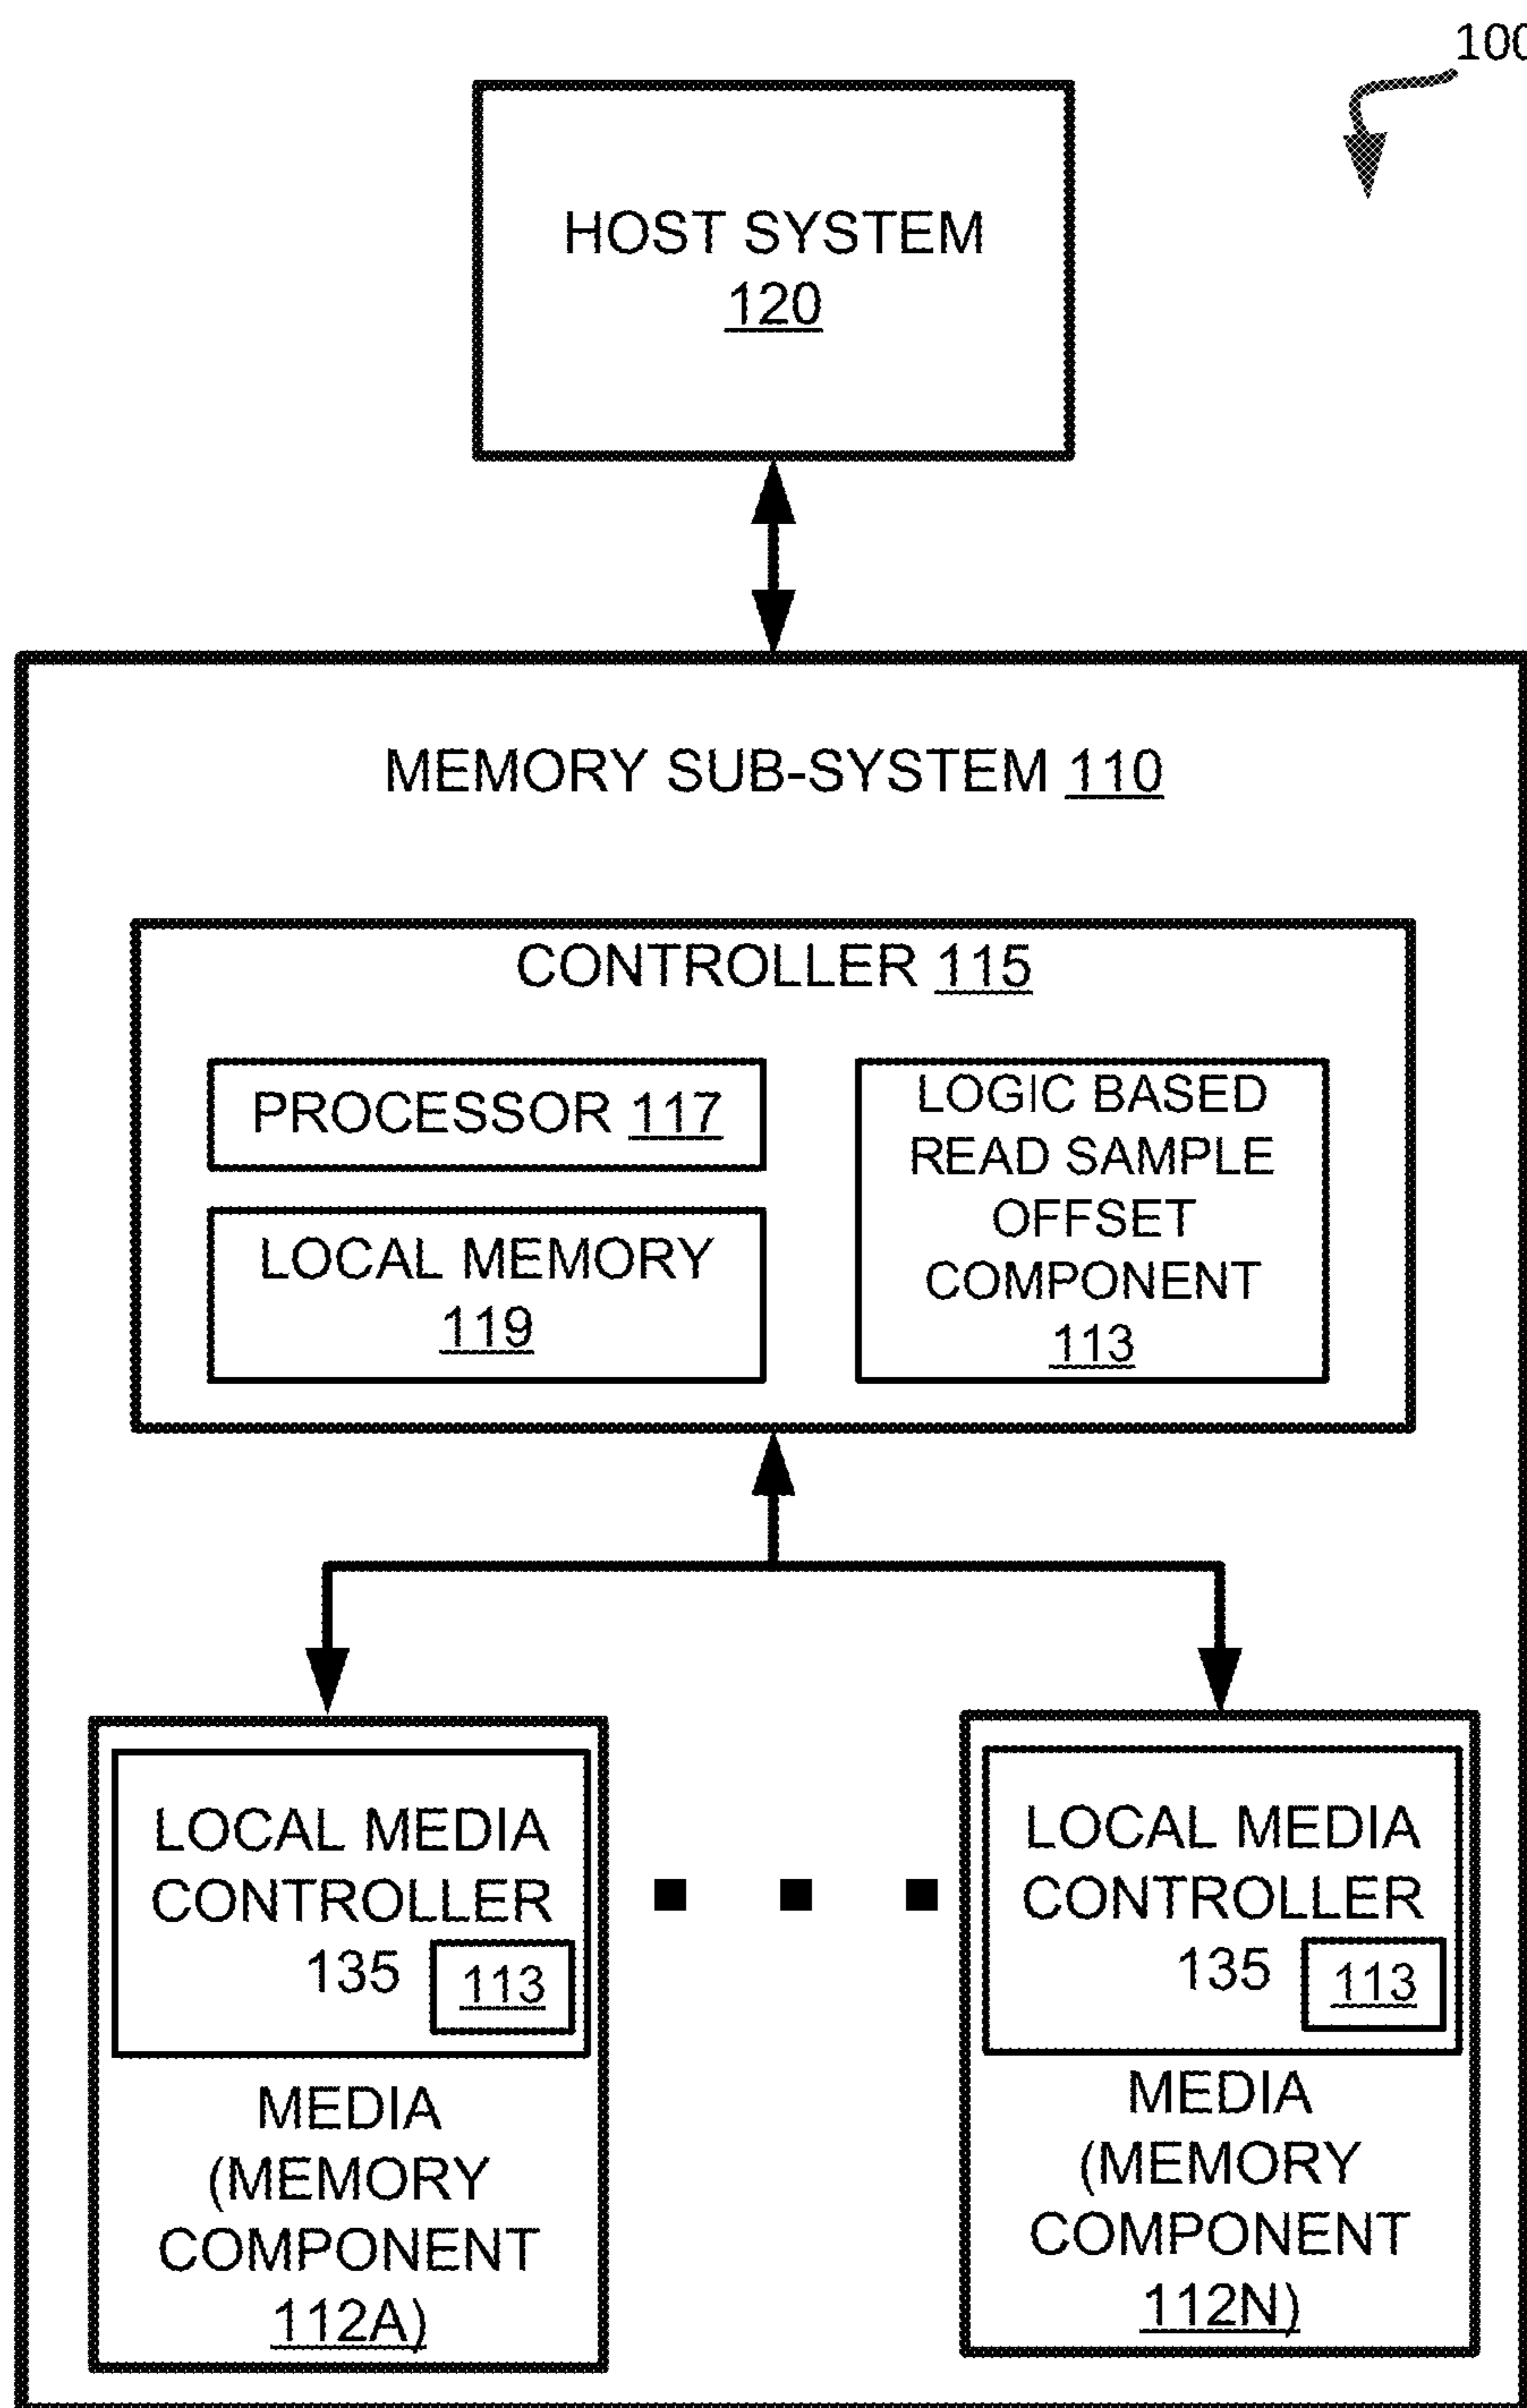 100
HOST SYSTEM
120
MEMORY SUB-SYSTEM 110
CONTROLLER 115
PROCESSOR 117
LOCAL MEMORY
119
LOGIC BASED
READ SAMPLE
OFFSET
COMPONENT
113
LOCAL MEDIA
CONTROLLER
135
113
MEDIA
(MEMORY
COMPONENT
112A)
LOCAL MEDIA
CONTROLLER
135
113
MEDIA
(MEMORY
COMPONENT
112N)